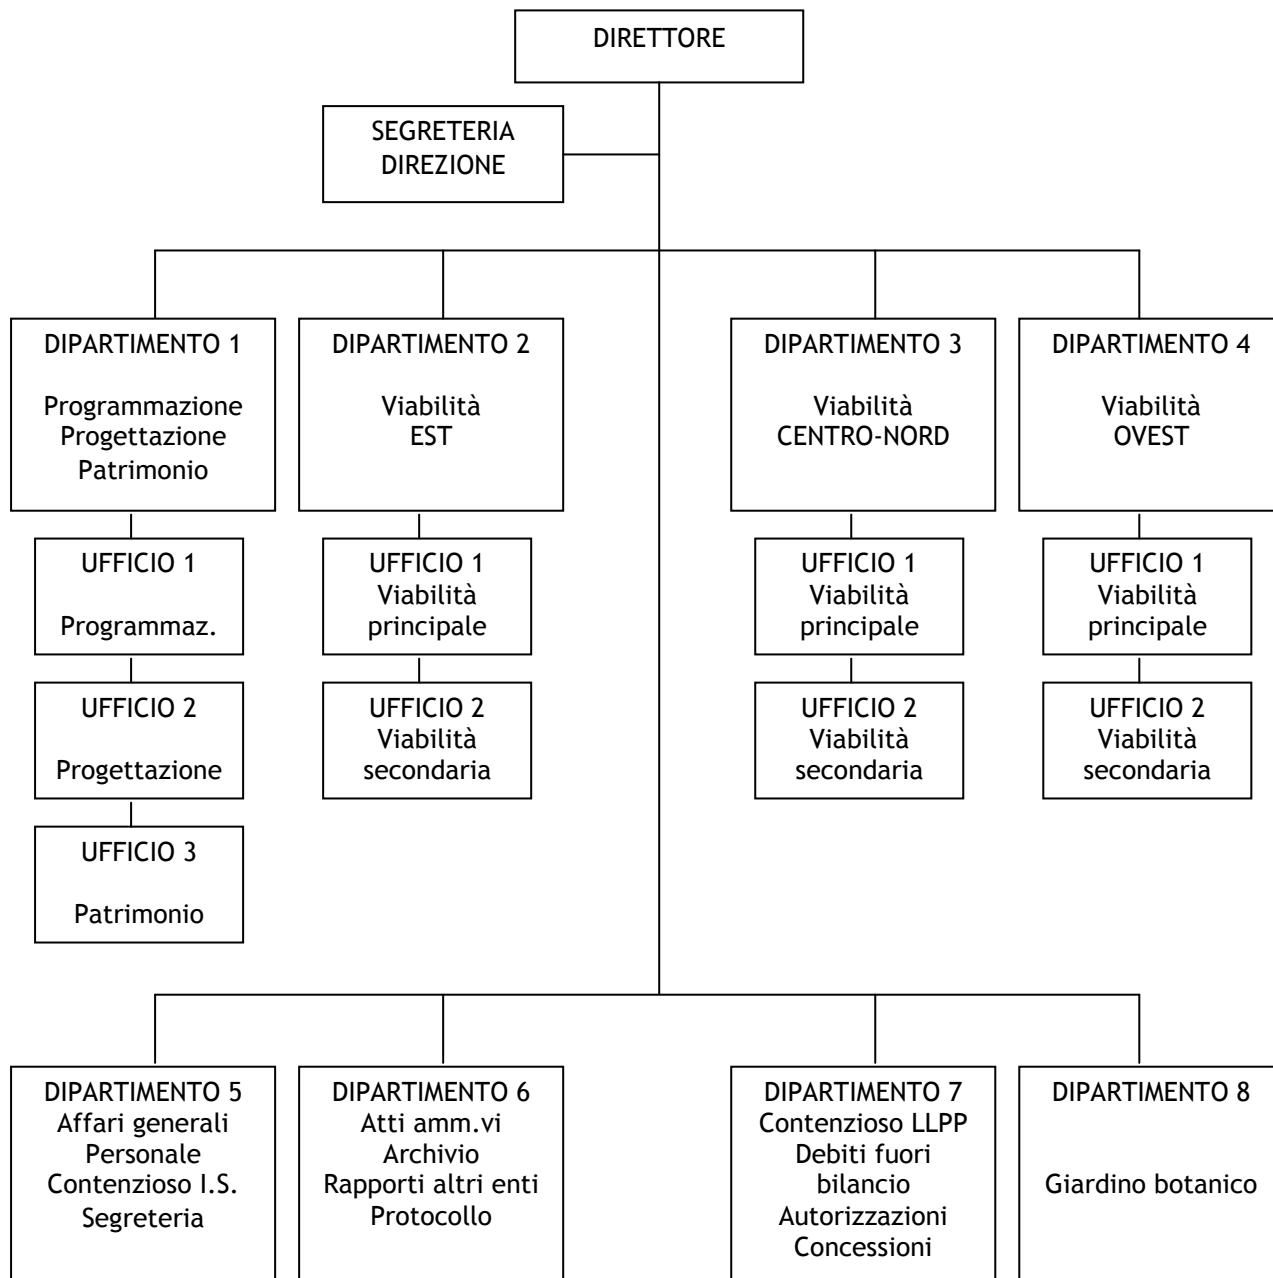 DIRETTORE
SEGRETERIA
DIREZIONE
DIPARTIMENTO 1
Programmazione
Progettazione
Patrimonio
DIPARTIMENTO 2
Viabilità
EST
DIPARTIMENTO 3
Viabilità
CENTRO-NORD
DIPARTIMENTO 4
Viabilità
OVEST
UFFICIO 1
Programmaz.
UFFICIO 1
Viabilità
principale
UFFICIO 1
Viabilità
principale
UFFICIO 1
Viabilità
principale
UFFICIO 2
Progettazione
UFFICIO 2
Viabilità
secondaria
UFFICIO 2
Viabilità
secondaria
UFFICIO 2
Viabilità
secondaria
UFFICIO 3
Patrimonio
DIPARTIMENTO 5
Affari generali
Personale
Contenzioso I.S.
Segreteria
DIPARTIMENTO 6
Atti amm.vi
Archivio
Rapporti altri enti
Protocollo
DIPARTIMENTO 7
Contenzioso LLPP
Debiti fuori
bilancio
Autorizzazioni
Concessioni
DIPARTIMENTO 8
Giardino botanico